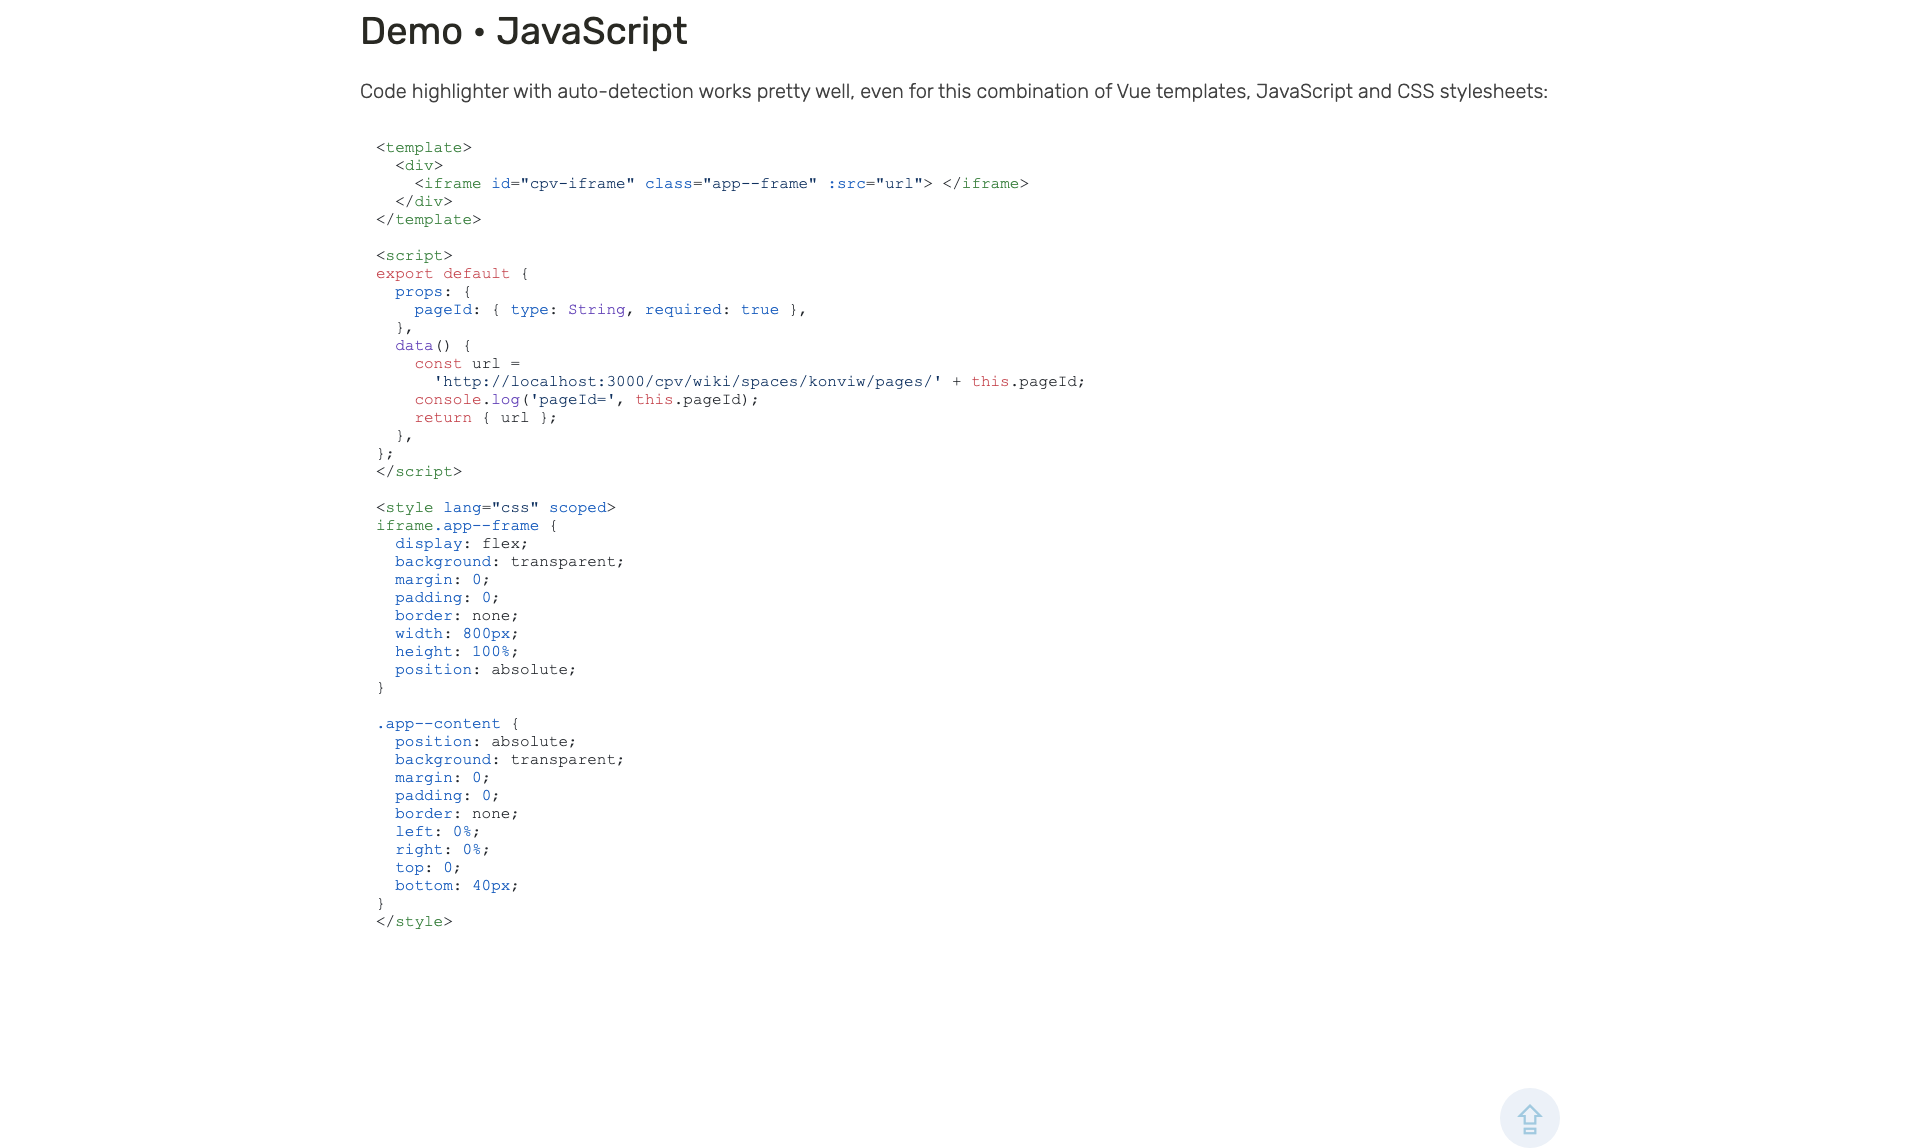 Demo • JavaScript
Code highlighter with auto-detection works pretty well, even for this combination of Vue templates, JavaScript and CSS stylesheets:
<template>
  <div>
    <iframe id="cpv-iframe" class="app--frame" :src="url"> </iframe>
  </div>
</template>

<script>
export default {
  props: {
    pageId: { type: String, required: true },
  },
  data() {
    const url =
      'http://localhost:3000/cpv/wiki/spaces/konviw/pages/' + this.pageId;
    console.log('pageId=', this.pageId);
    return { url };
  },
};
</script>

<style lang="css" scoped>
iframe.app--frame {
  display: flex;
  background: transparent;
  margin: 0;
  padding: 0;
  border: none;
  width: 800px;
  height: 100%;
  position: absolute;
}

.app--content {
  position: absolute;
  background: transparent;
  margin: 0;
  padding: 0;
  border: none;
  left: 0%;
  right: 0%;
  top: 0;
  bottom: 40px;
}
</style>